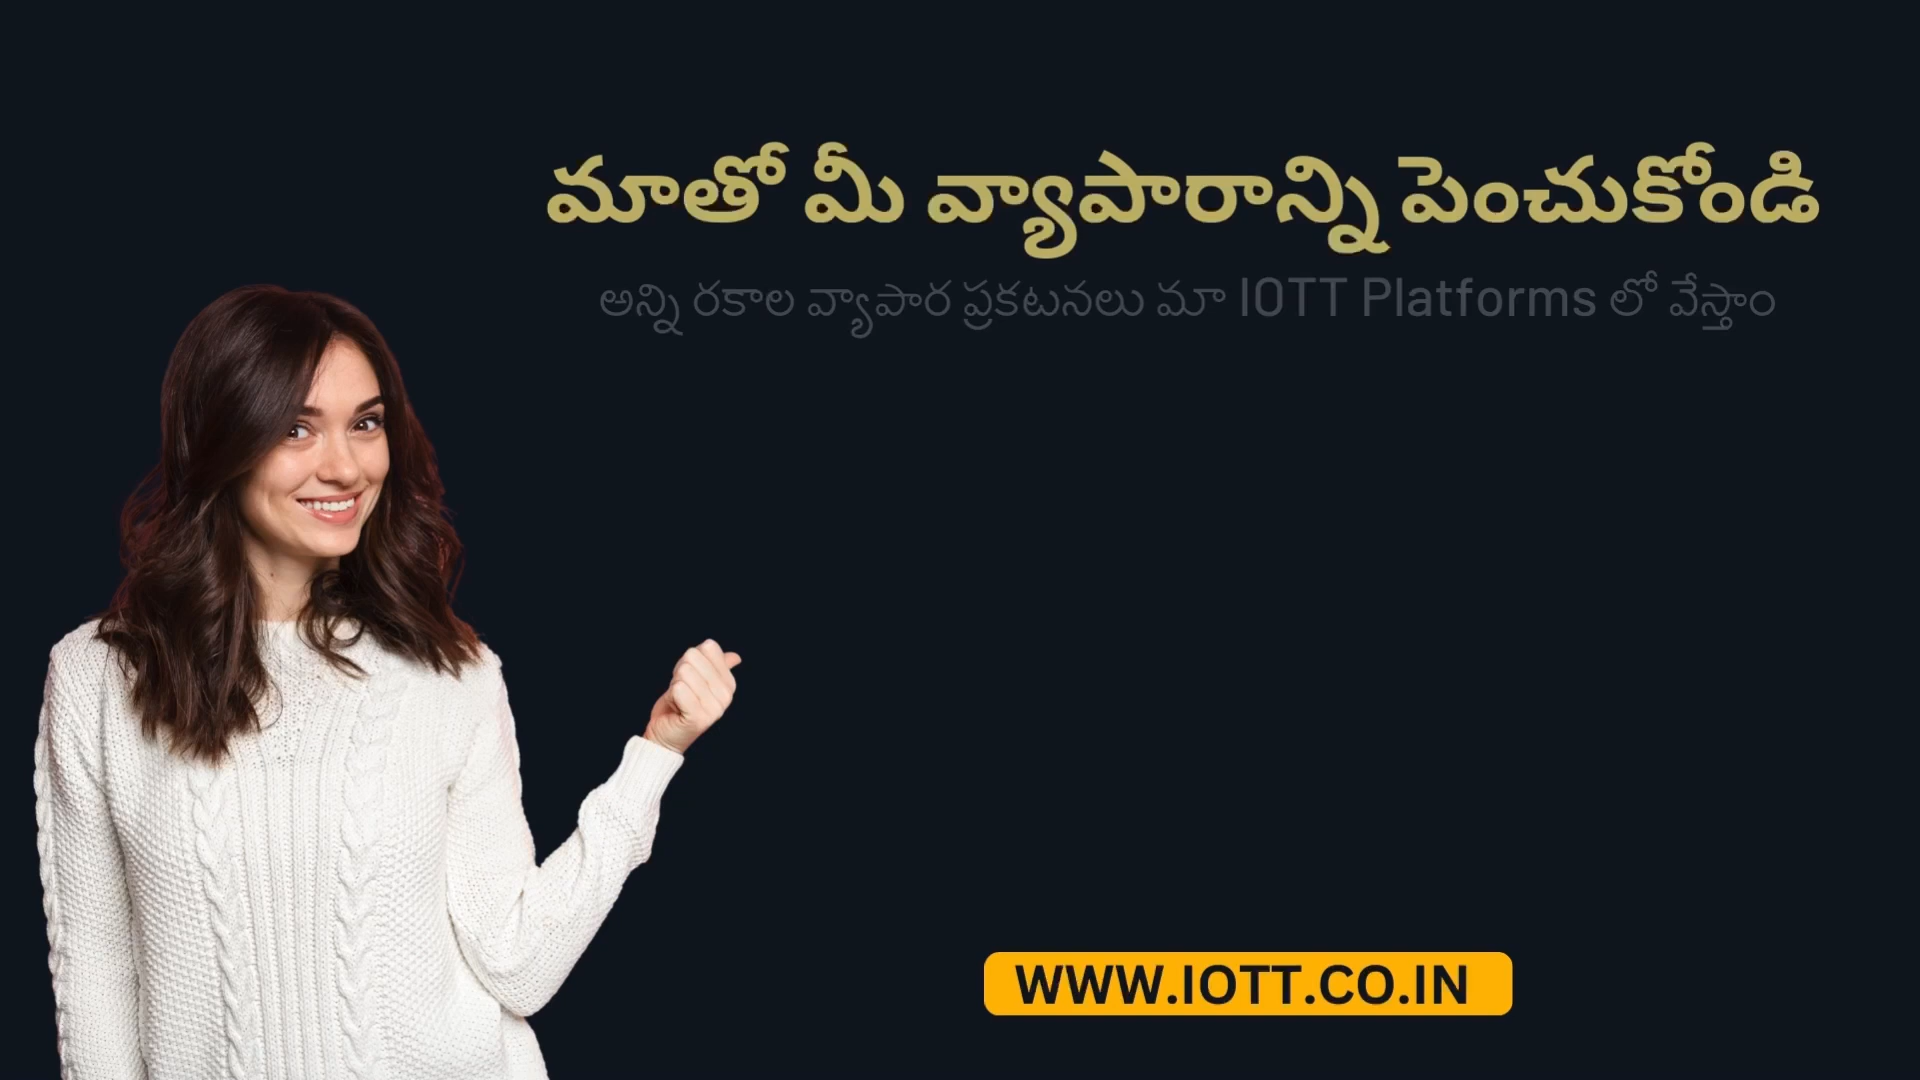 మాతో మీ వ్యాపారాన్ని పెంచుకోండి
అన్ని రకాల వ్యాపార ప్రకటనలు మా IOTT Platforms లో వేస్తాం
WWW.IOTT.CO.IN